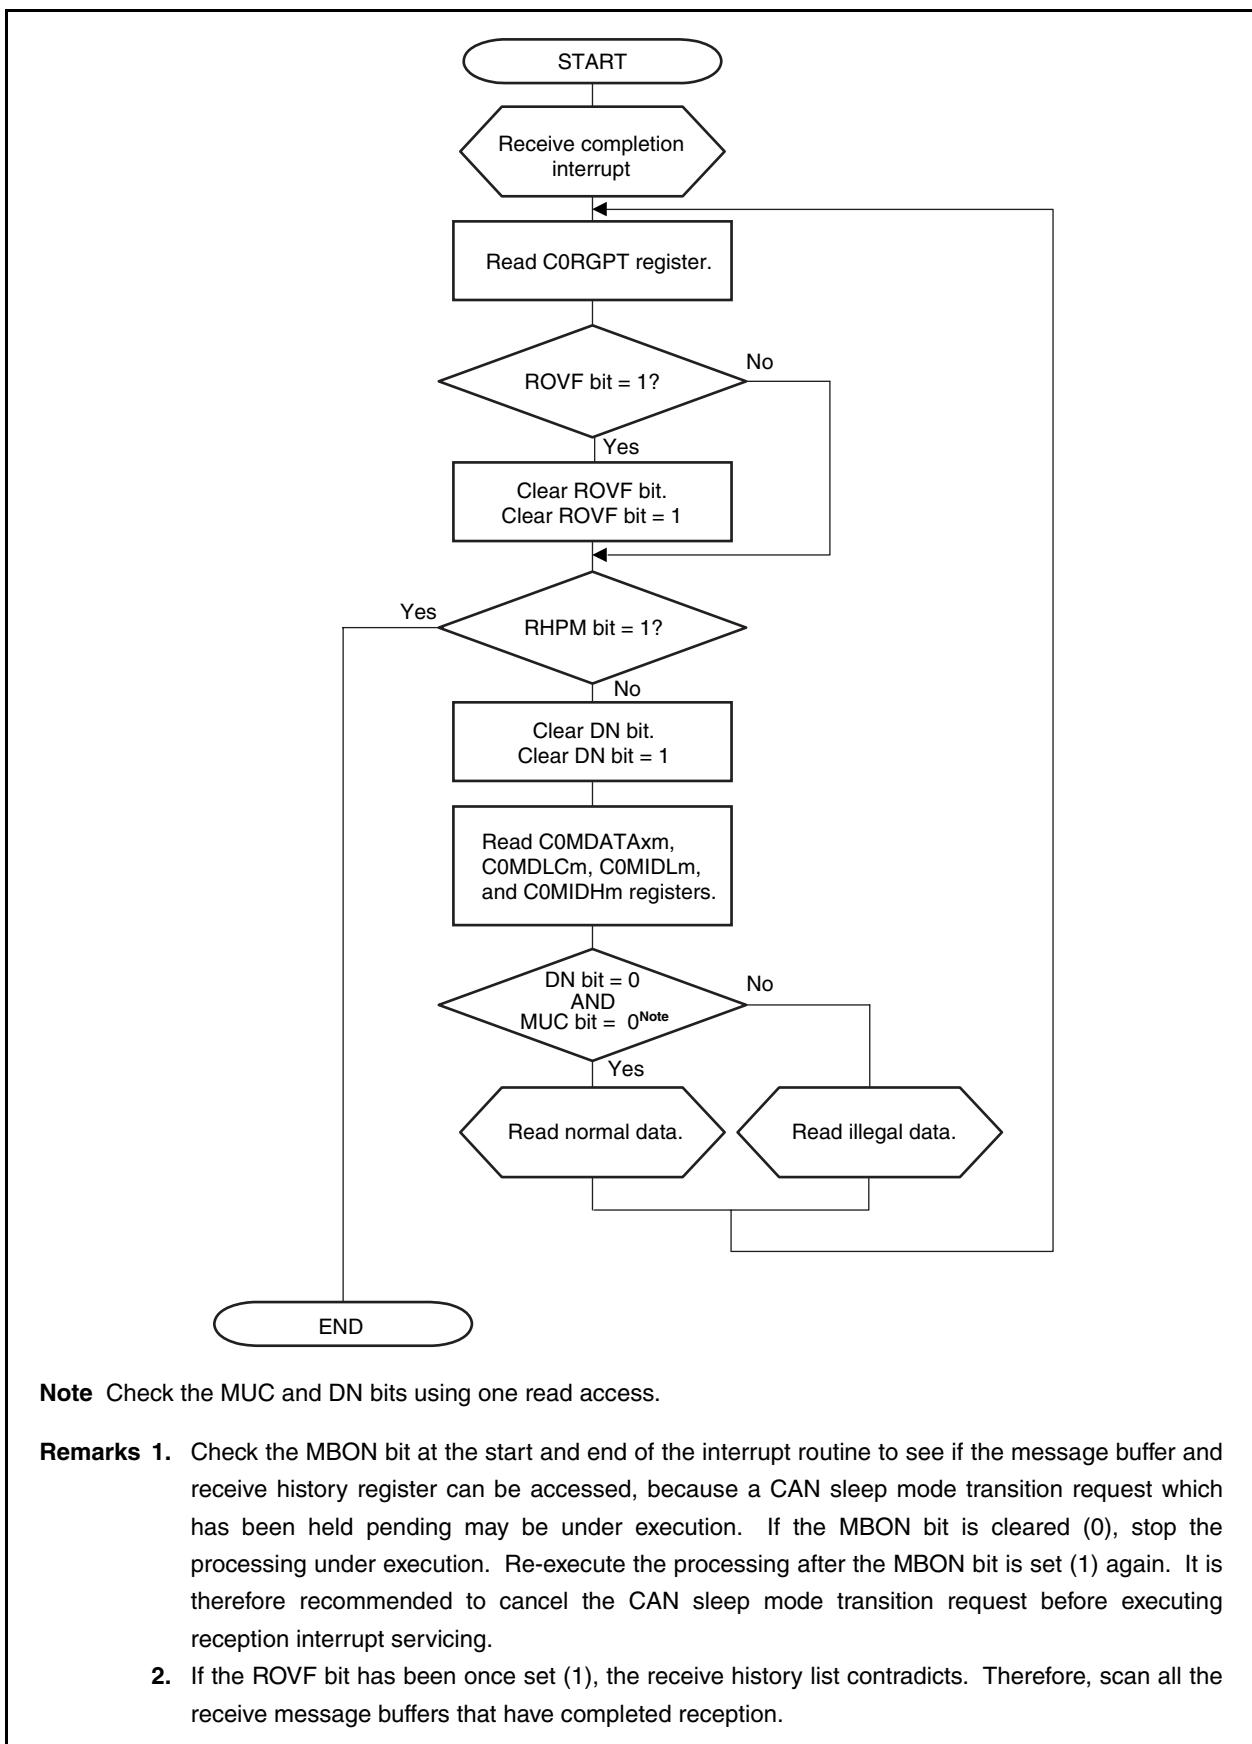 START
Receive completion
interrupt
Read C0RGPT register.
ROVF bit = 1?
No
Yes
Clear ROVF bit.
Clear ROVF bit = 1
Yes
RHPM bit = 1?
No
Clear DN bit.
Clear DN bit = 1
Read C0MDATAxm,
C0MDLCm, C0MIDLm,
and C0MIDHm registers.
DN bit = 0
AND
MUC bit = 0Note
No
Yes
Read normal data.
Read illegal data.
END
Note Check the MUC and DN bits using one read access.
Remarks 1. Check the MBON bit at the start and end of the interrupt routine to see if the message buffer and
receive history register can be accessed, because a CAN sleep mode transition request which
has been held pending may be under execution. If the MBON bit is cleared (0), stop the
processing under execution. Re-execute the processing after the MBON bit is set (1) again. It is
therefore recommended to cancel the CAN sleep mode transition request before executing
reception interrupt servicing.
2. If the ROVF bit has been once set (1), the receive history list contradicts. Therefore, scan all the
receive message buffers that have completed reception.